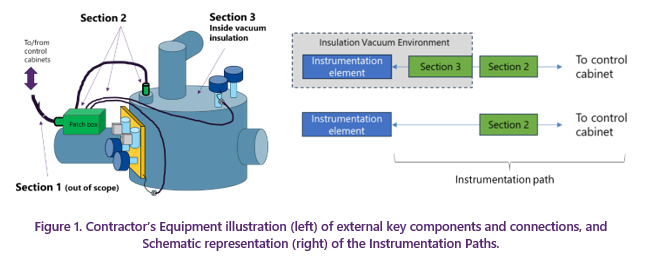 Section 2
Section 3
Inside vacuum
insulation
To/from
control
cabinets
Patch box
Section 1 (out of scope)
Insulation Vacuum Environment
Instrumentation
element
Section 3
Section 2
To control
cabinet
Instrumentation
element
Section 2
To control
cabinet
Instrumentation path
Figure 1. Contractor's Equipment illustration (left) of external key components and connections, and
Schematic representation (right) of the Instrumentation Paths.